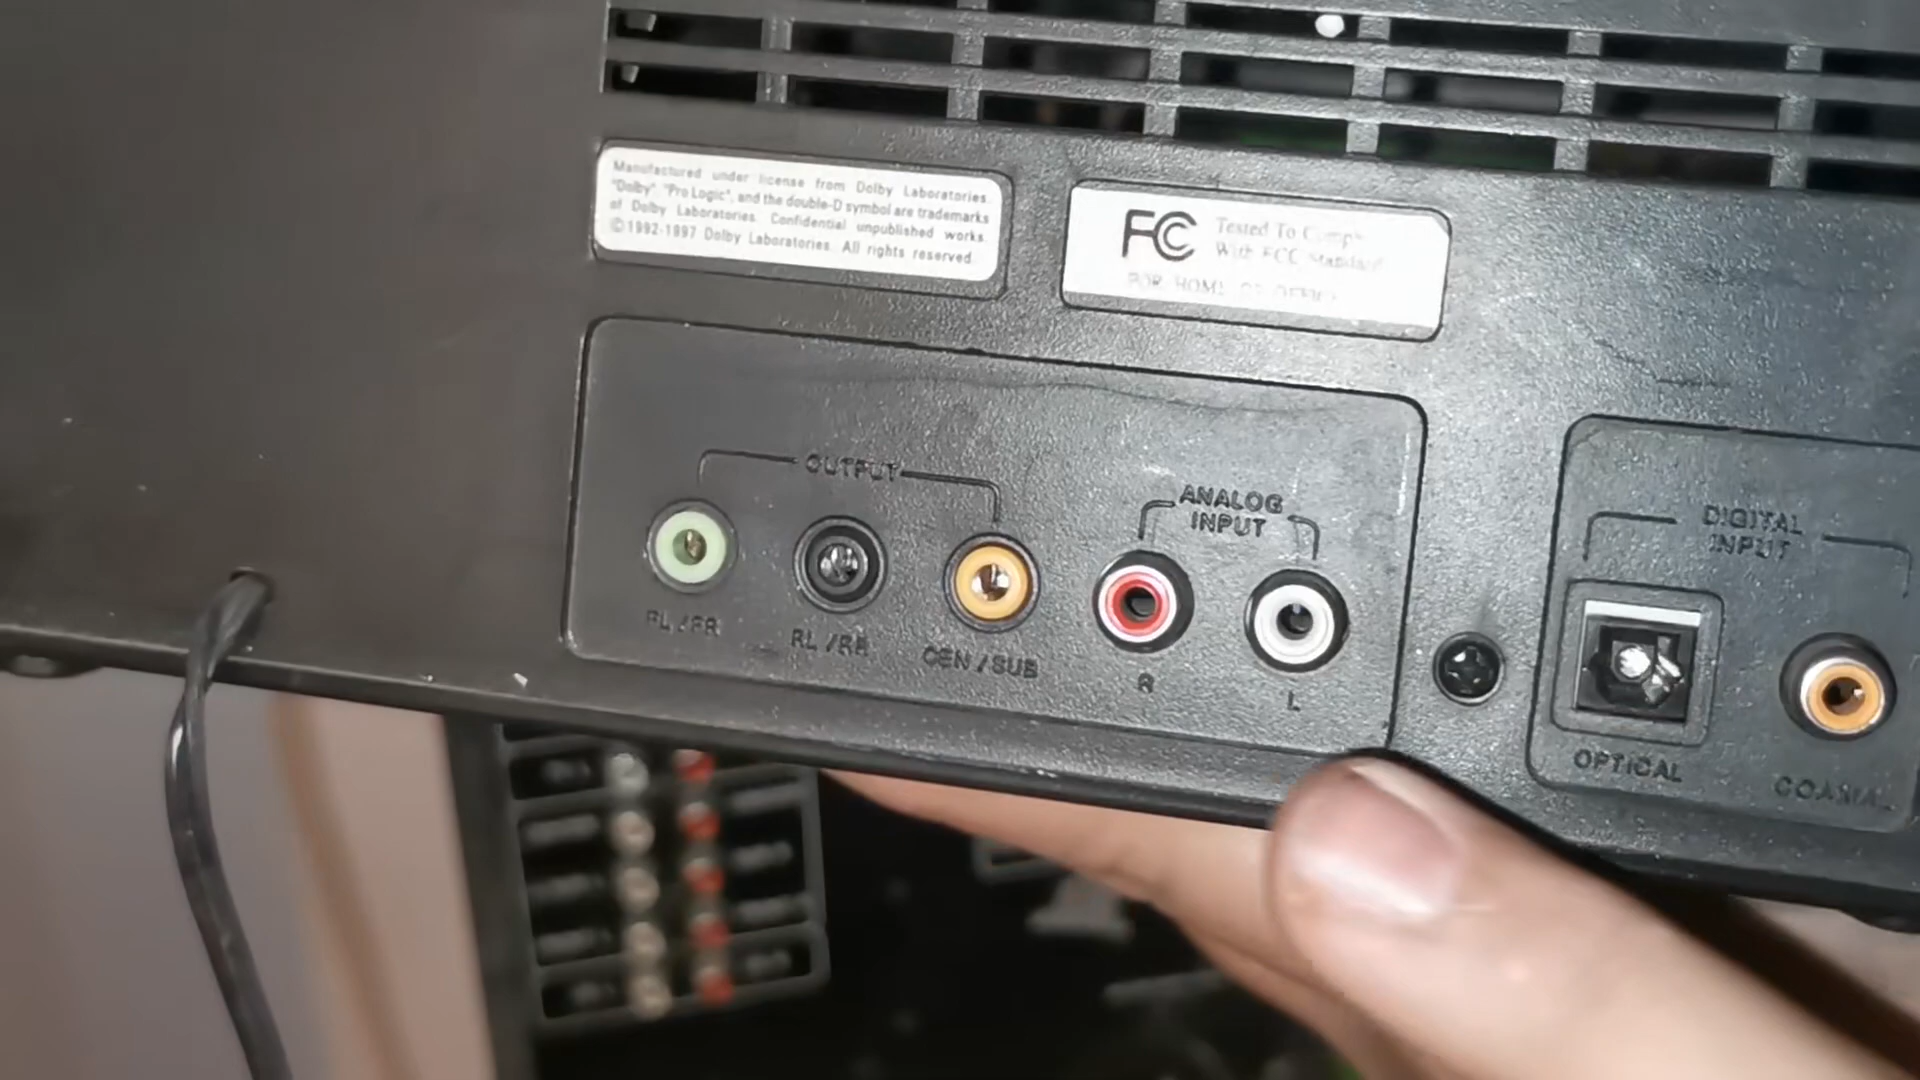 Manufactured under license from Dolby Laboratories.
"Dolby", "Pro Logic", and the double-D symbol are trademarks
of Dolby Laboratories. Confidential unpublished works.
©1992-1997 Dolby Laboratories. All rights reserved.
FCC
Tested To Comply
With FCC Standards
FOR HOME OR OFFICE
OUTPUT
FL/FR
RL/RR
CEN/SUB
ANALOG
INPUT
R
L
DIGITAL
INPUT
OPTICAL
COAXIAL